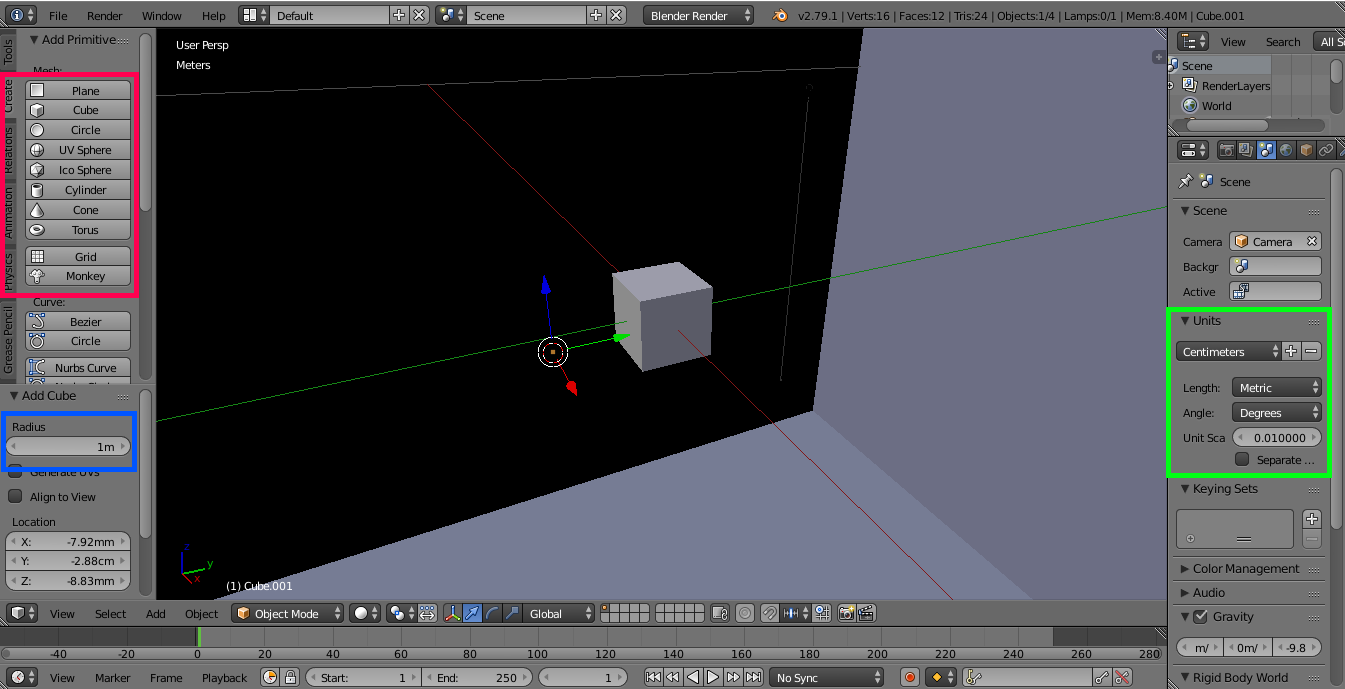 File Render Window Help Default Scene Blender Render v2.79.1 | Verts:16 | Faces:12 | Tris:24 | Objects:1/4 | Lamps:0/1 | Mem:8.40M | Cube.001
Tools
Create
Relations
Animation
Physics
Grease Pencil
Add Primitive
Mesh:
Plane
Cube
Circle
UV Sphere
Ico Sphere
Cylinder
Cone
Torus
Grid
Monkey
Curve:
Bezier
Circle
Nurbs Curve
Add Cube
Radius
1m
Generate UVs
Align to View
Location
X: -7.92mm
Y: -2.88cm
Z: -8.83mm
User Persp
Meters
z
y
x
(1) Cube.001
View Search All S
Scene
RenderLayers
World
Scene
Scene
Camera Camera
Backgr
Active
Units
Centimeters
Length: Metric
Angle: Degrees
Unit Sca 0.010000
Separate ...
Keying Sets
Color Management
Audio
Gravity
m/ 0m/ -9.8
Rigid Body World
View Select Add Object Object Mode Global
-40 -20 0 20 40 60 80 100 120 140 160 180 200 220 240 260 280
View Marker Frame Playback Start: 1 End: 250 1 No Sync